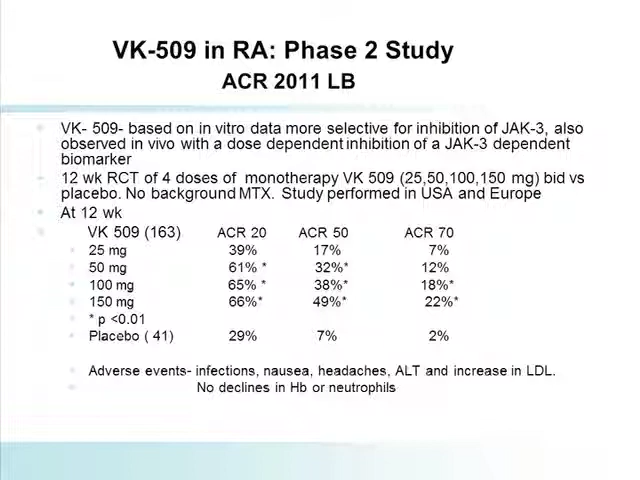 VK-509 in RA: Phase 2 Study
ACR 2011 LB
VK- 509- based on in vitro data more selective for inhibition of JAK-3, also
observed in vivo with a dose dependent inhibition of a JAK-3 dependent
biomarker
12 wk RCT of 4 doses of monotherapy VK 509 (25,50,100,150 mg) bid vs
placebo. No background MTX. Study performed in USA and Europe
At 12 wk
VK 509 (163) ACR 20 ACR 50 ACR 70
25 mg 39% 17% 7%
50 mg 61% * 32%* 12%
100 mg 65% * 38%* 18%*
150 mg 66%* 49%* 22%*
* p <0.01
Placebo ( 41) 29% 7% 2%
Adverse events- infections, nausea, headaches, ALT and increase in LDL.
No declines in Hb or neutrophils